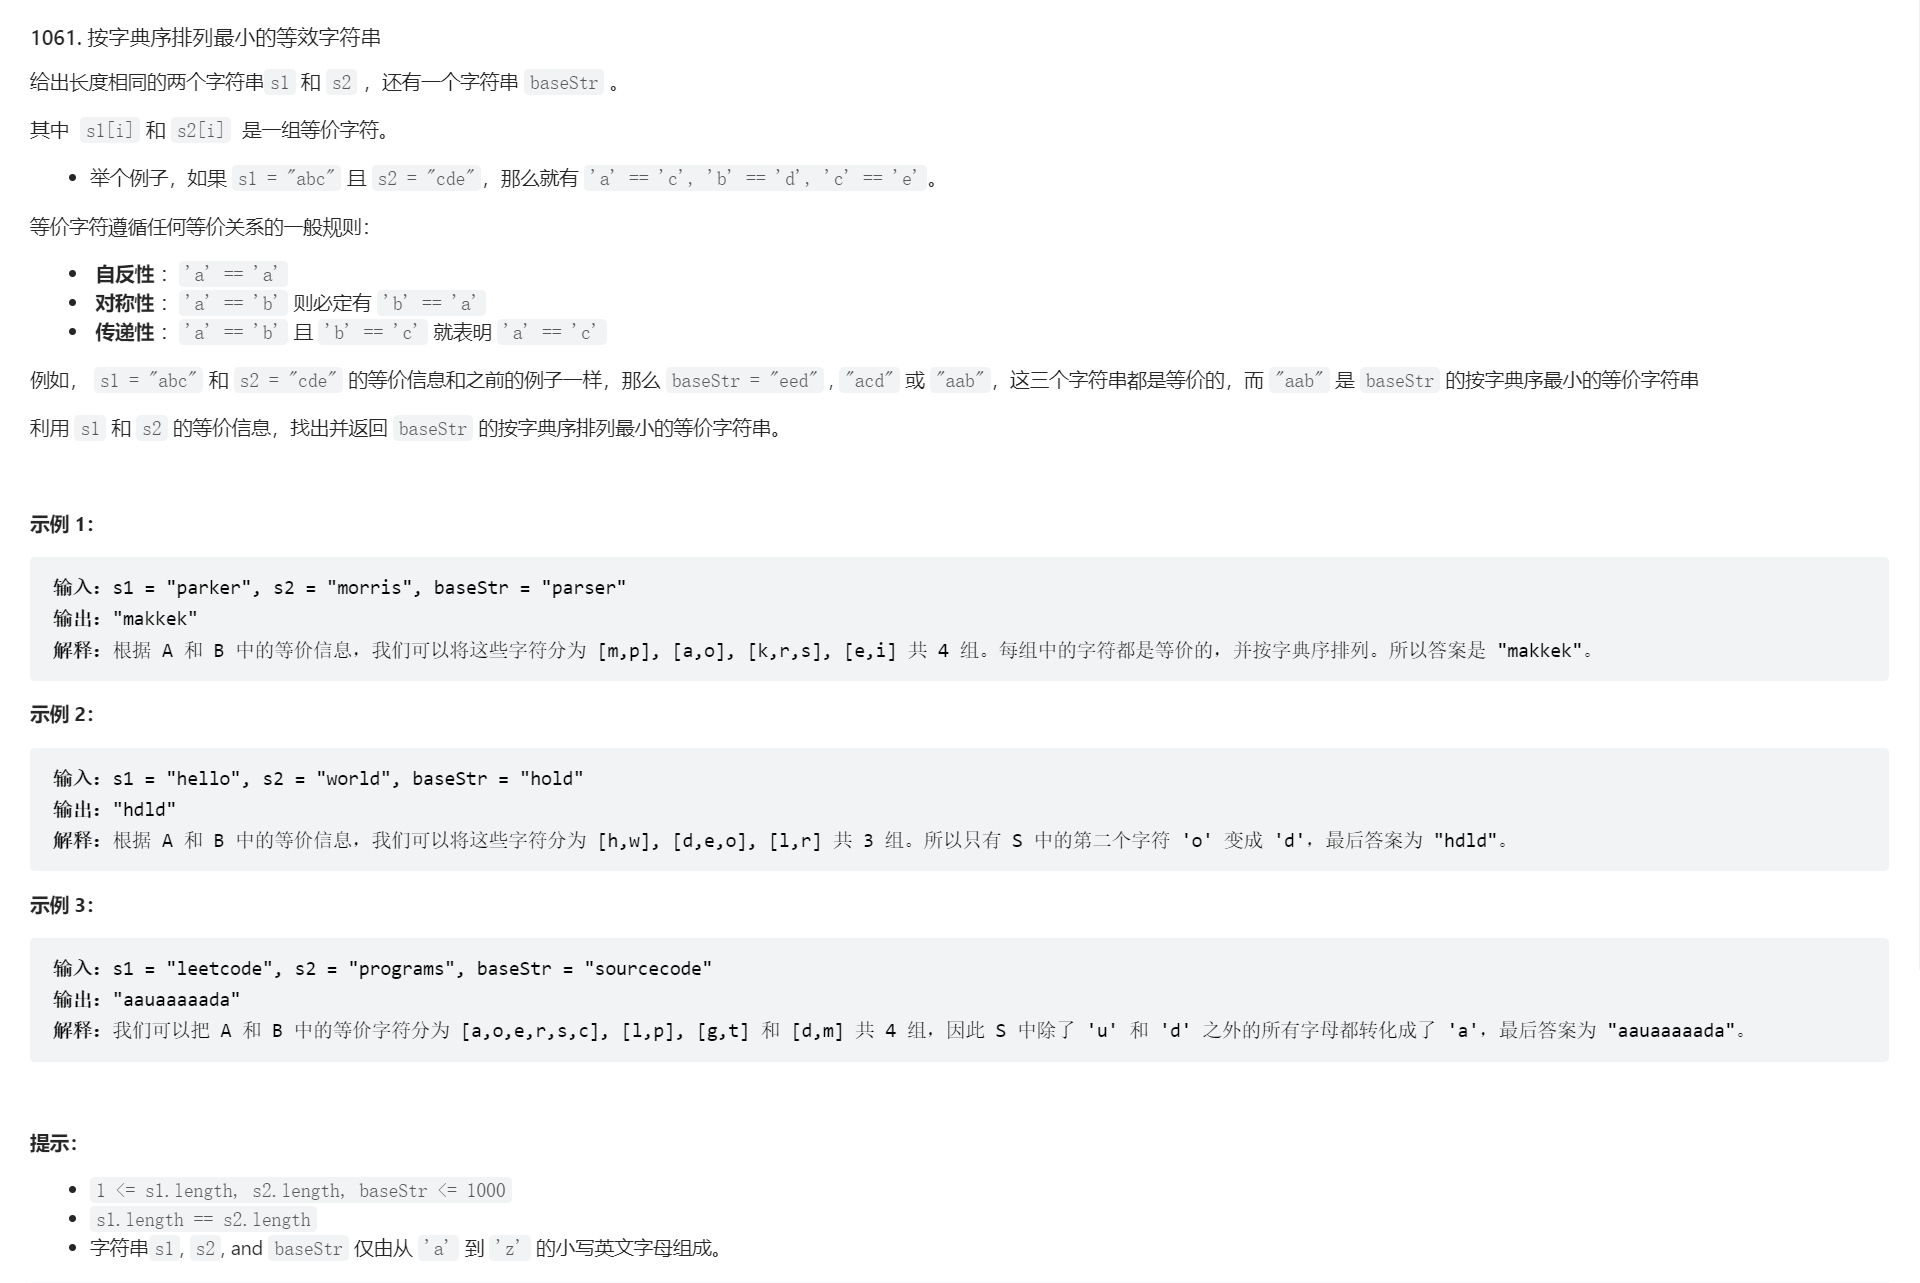 1061. 按字典序排列最小的等效字符串
给出长度相同的两个字符串s1 和 s2 ，还有一个字符串 baseStr 。
其中 s1[i] 和 s2[i] 是一组等价字符。
• 举个例子，如果 s1 = "abc" 且 s2 = "cde"，那么就有 'a' == 'c', 'b' == 'd', 'c' == 'e'。
等价字符遵循任何等价关系的一般规则：
• 自反性 ： 'a' == 'a'
• 对称性 ： 'a' == 'b' 则必定有 'b' == 'a'
• 传递性 ： 'a' == 'b' 且 'b' == 'c' 就表明 'a' == 'c'
例如， s1 = "abc" 和 s2 = "cde" 的等价信息和之前的例子一样，那么 baseStr = "eed" , "acd" 或 "aab"，这三个字符串都是等价的，而 "aab" 是 baseStr 的按字典序最小的等价字符串
利用 s1 和 s2 的等价信息，找出并返回 baseStr 的按字典序排列最小的等价字符串。
示例 1：
输入：s1 = "parker", s2 = "morris", baseStr = "parser"
输出："makkek"
解释：根据 A 和 B 中的等价信息，我们可以将这些字符分为 [m,p], [a,o], [k,r,s], [e,i] 共 4 组。每组中的字符都是等价的，并按字典序排列。所以答案是 "makkek"。
示例 2：
输入：s1 = "hello", s2 = "world", baseStr = "hold"
输出："hdld"
解释：根据 A 和 B 中的等价信息，我们可以将这些字符分为 [h,w], [d,e,o], [l,r] 共 3 组。所以只有 S 中的第二个字符 'o' 变成 'd'，最后答案为 "hdld"。
示例 3：
输入：s1 = "leetcode", s2 = "programs", baseStr = "sourcecode"
输出："aauaaaaada"
解释：我们可以把 A 和 B 中的等价字符分为 [a,o,e,r,s,c], [l,p], [g,t] 和 [d,m] 共 4 组，因此 S 中除了 'u' 和 'd' 之外的所有字母都转化成了 'a'，最后答案为 "aauaaaaada"。
提示：
• 1 <= s1.length, s2.length, baseStr <= 1000
• s1.length == s2.length
• 字符串s1, s2, and baseStr 仅由从 'a' 到 'z' 的小写英文字母组成。